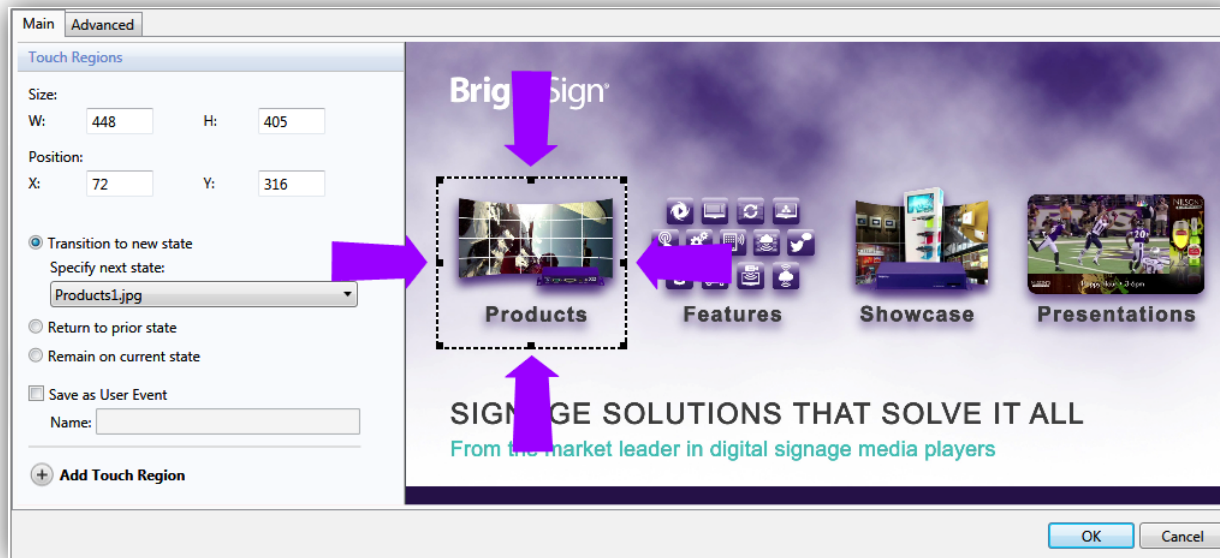 Main Advanced
Touch Regions
Size:
W: 448 H: 405
Position:
X: 72 Y: 316
Transition to new state
Specify next state:
Products1.jpg
Return to prior state
Remain on current state
Save as User Event
Name:
Add Touch Region
Brig Sign
Products Features Showcase Presentations
SIGN GE SOLUTIONS THAT SOLVE IT ALL
From the market leader in digital signage media players
OK Cancel